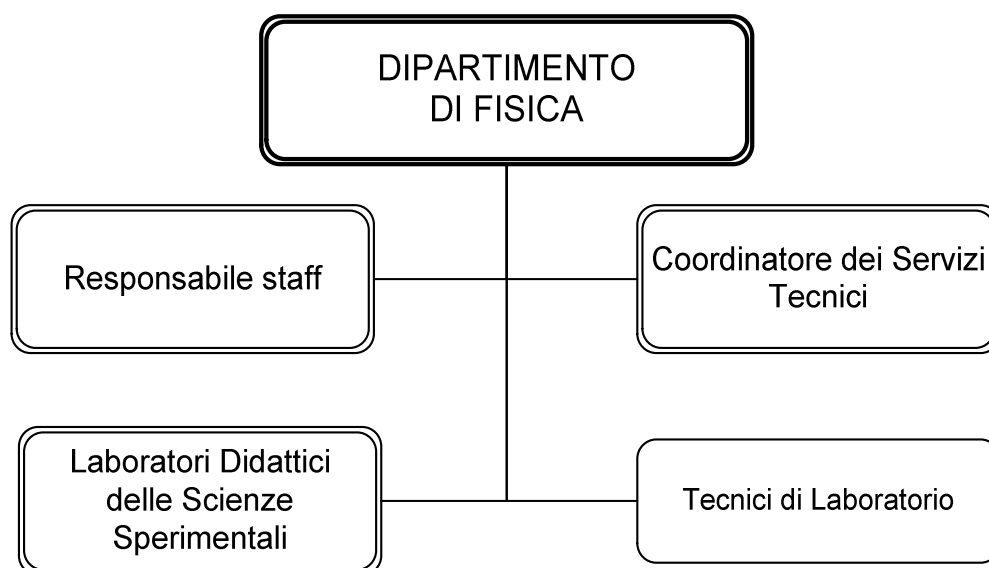 DIPARTIMENTO
DI FISICA
Responsabile staff
Coordinatore dei Servizi
Tecnici
Laboratori Didattici
delle Scienze
Sperimentali
Tecnici di Laboratorio